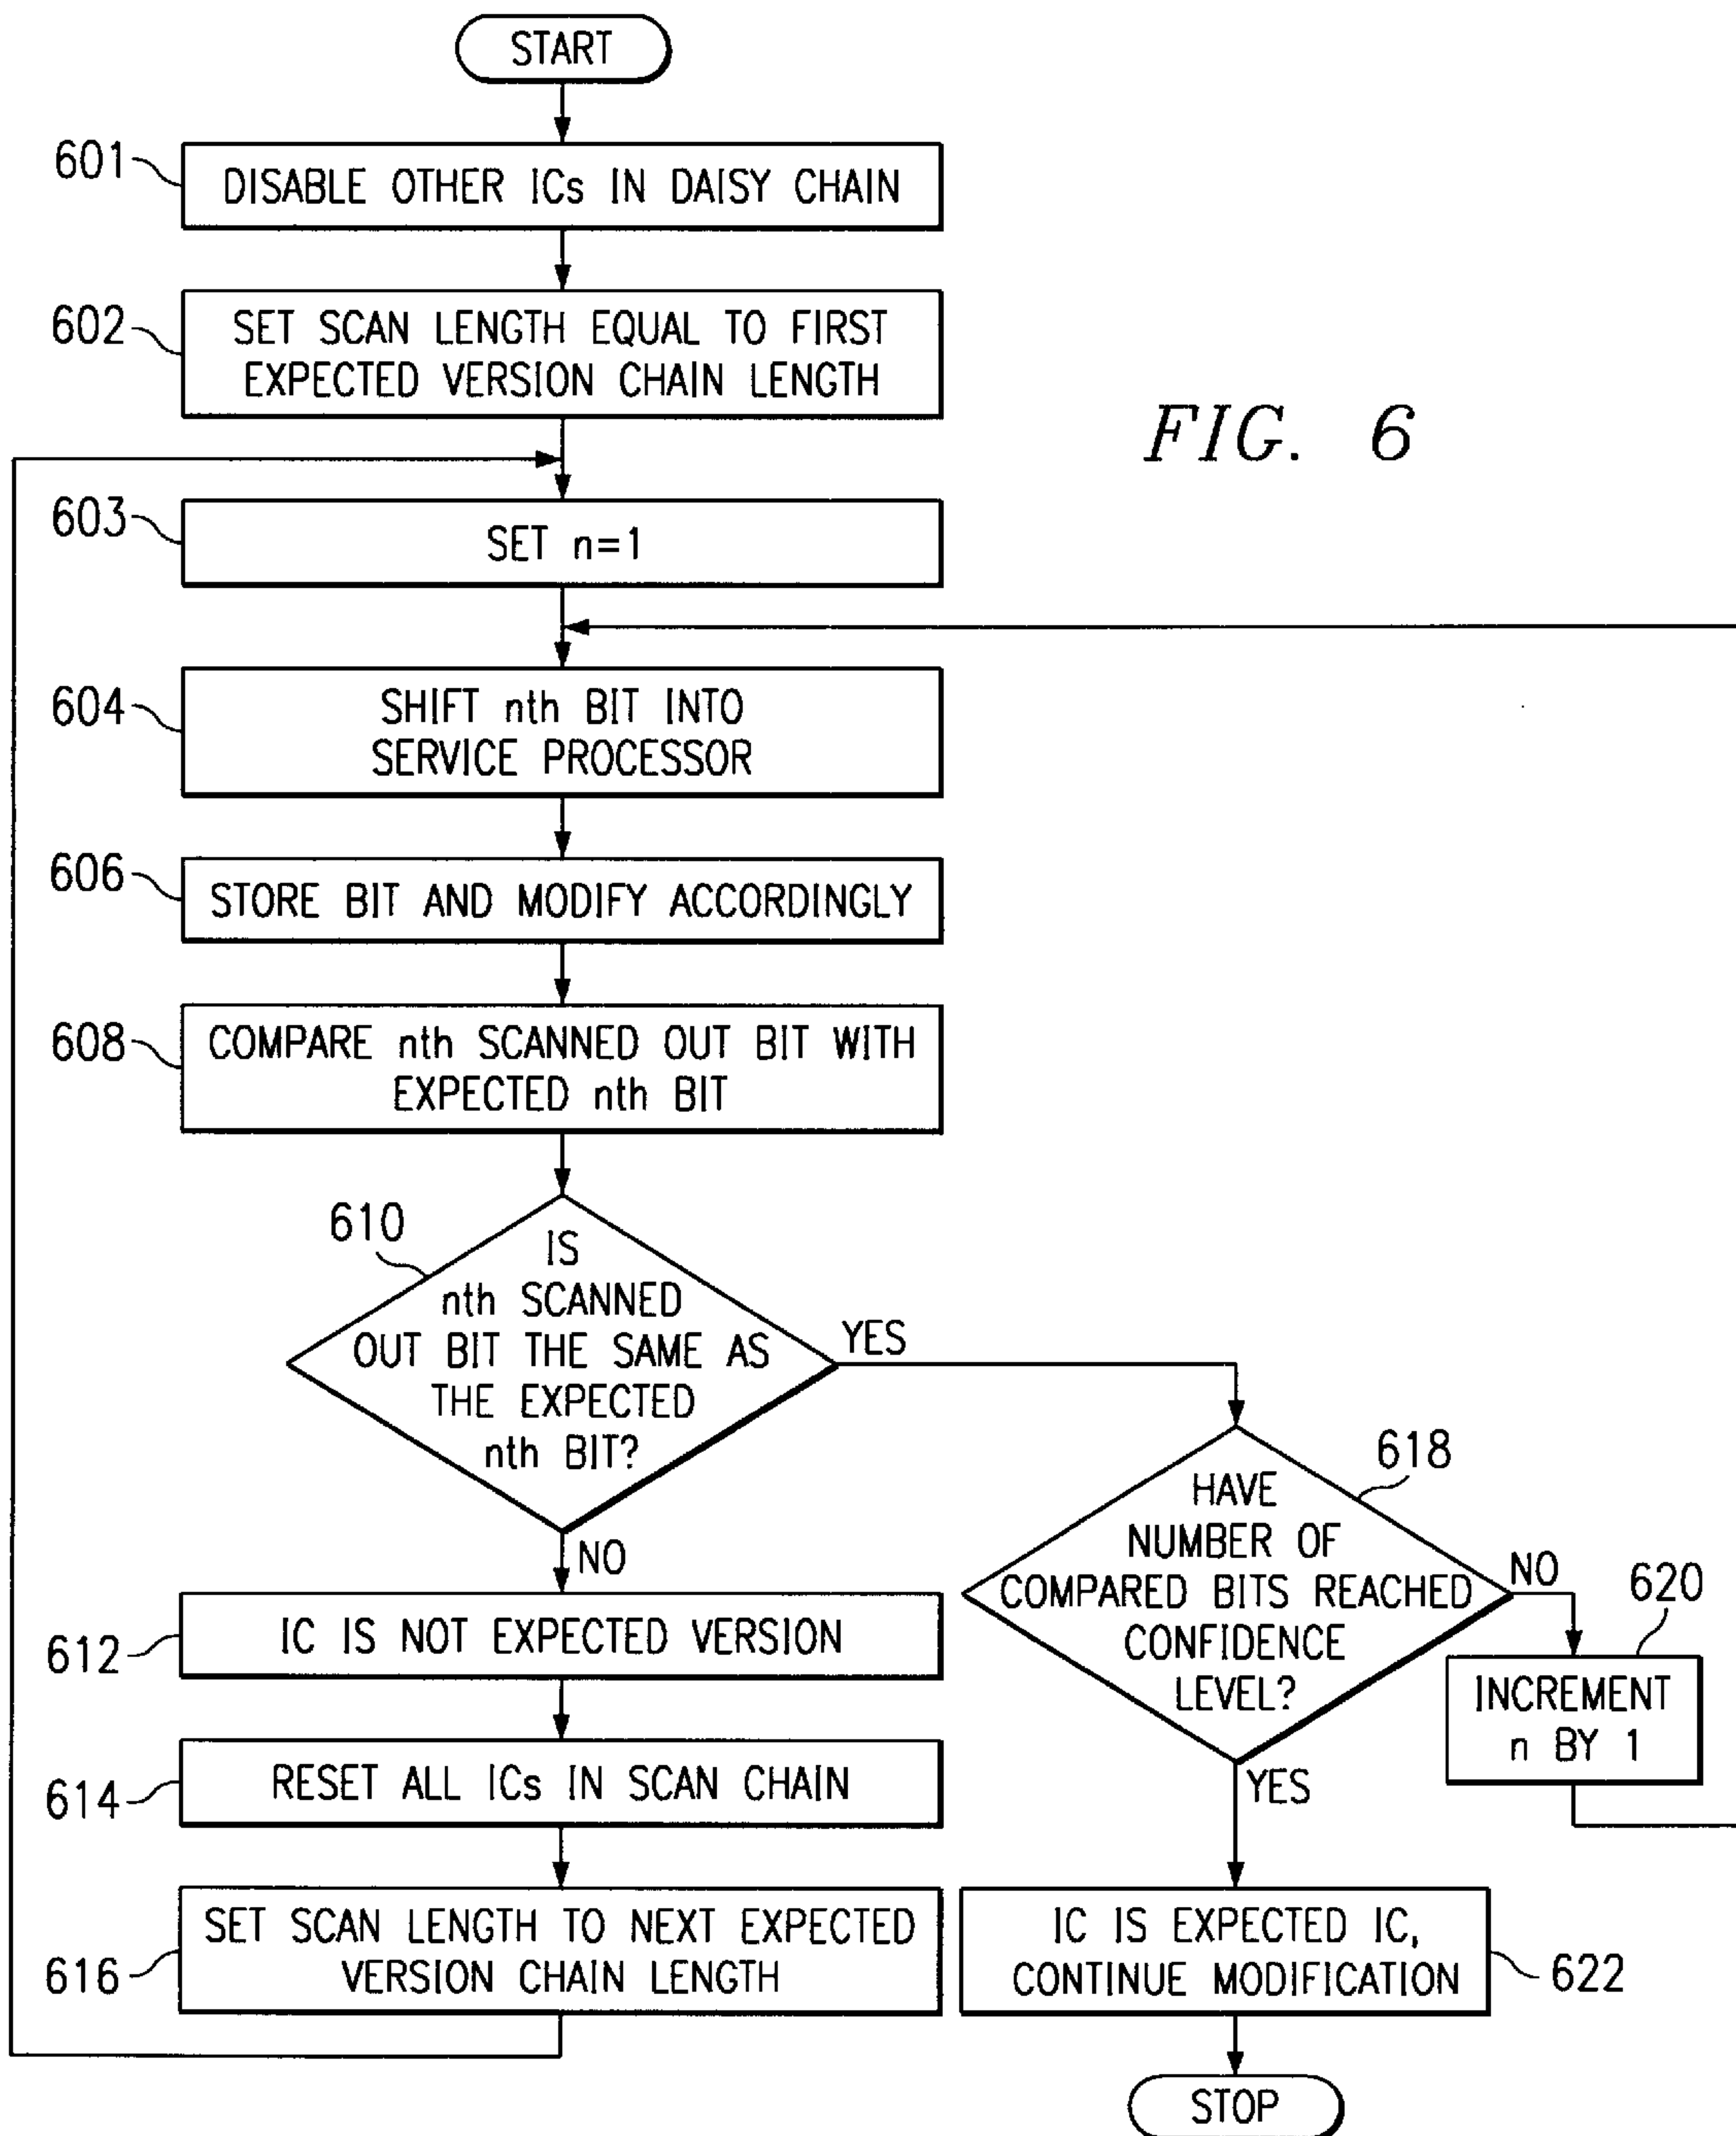 START
601
DISABLE OTHER ICs IN DAISY CHAIN
602
SET SCAN LENGTH EQUAL TO FIRST
EXPECTED VERSION CHAIN LENGTH
FIG. 6
603
SET n=1
604
SHIFT nth BIT INTO
SERVICE PROCESSOR
606
STORE BIT AND MODIFY ACCORDINGLY
608
COMPARE nth SCANNED OUT BIT WITH
EXPECTED nth BIT
610
IS
nth SCANNED
OUT BIT THE SAME AS
THE EXPECTED
nth BIT?
YES
NO
618
HAVE
NUMBER OF
COMPARED BITS REACHED
CONFIDENCE
LEVEL?
NO
620
INCREMENT
n BY 1
YES
612
IC IS NOT EXPECTED VERSION
614
RESET ALL ICs IN SCAN CHAIN
616
SET SCAN LENGTH TO NEXT EXPECTED
VERSION CHAIN LENGTH
IC IS EXPECTED IC,
CONTINUE MODIFICATION
622
STOP